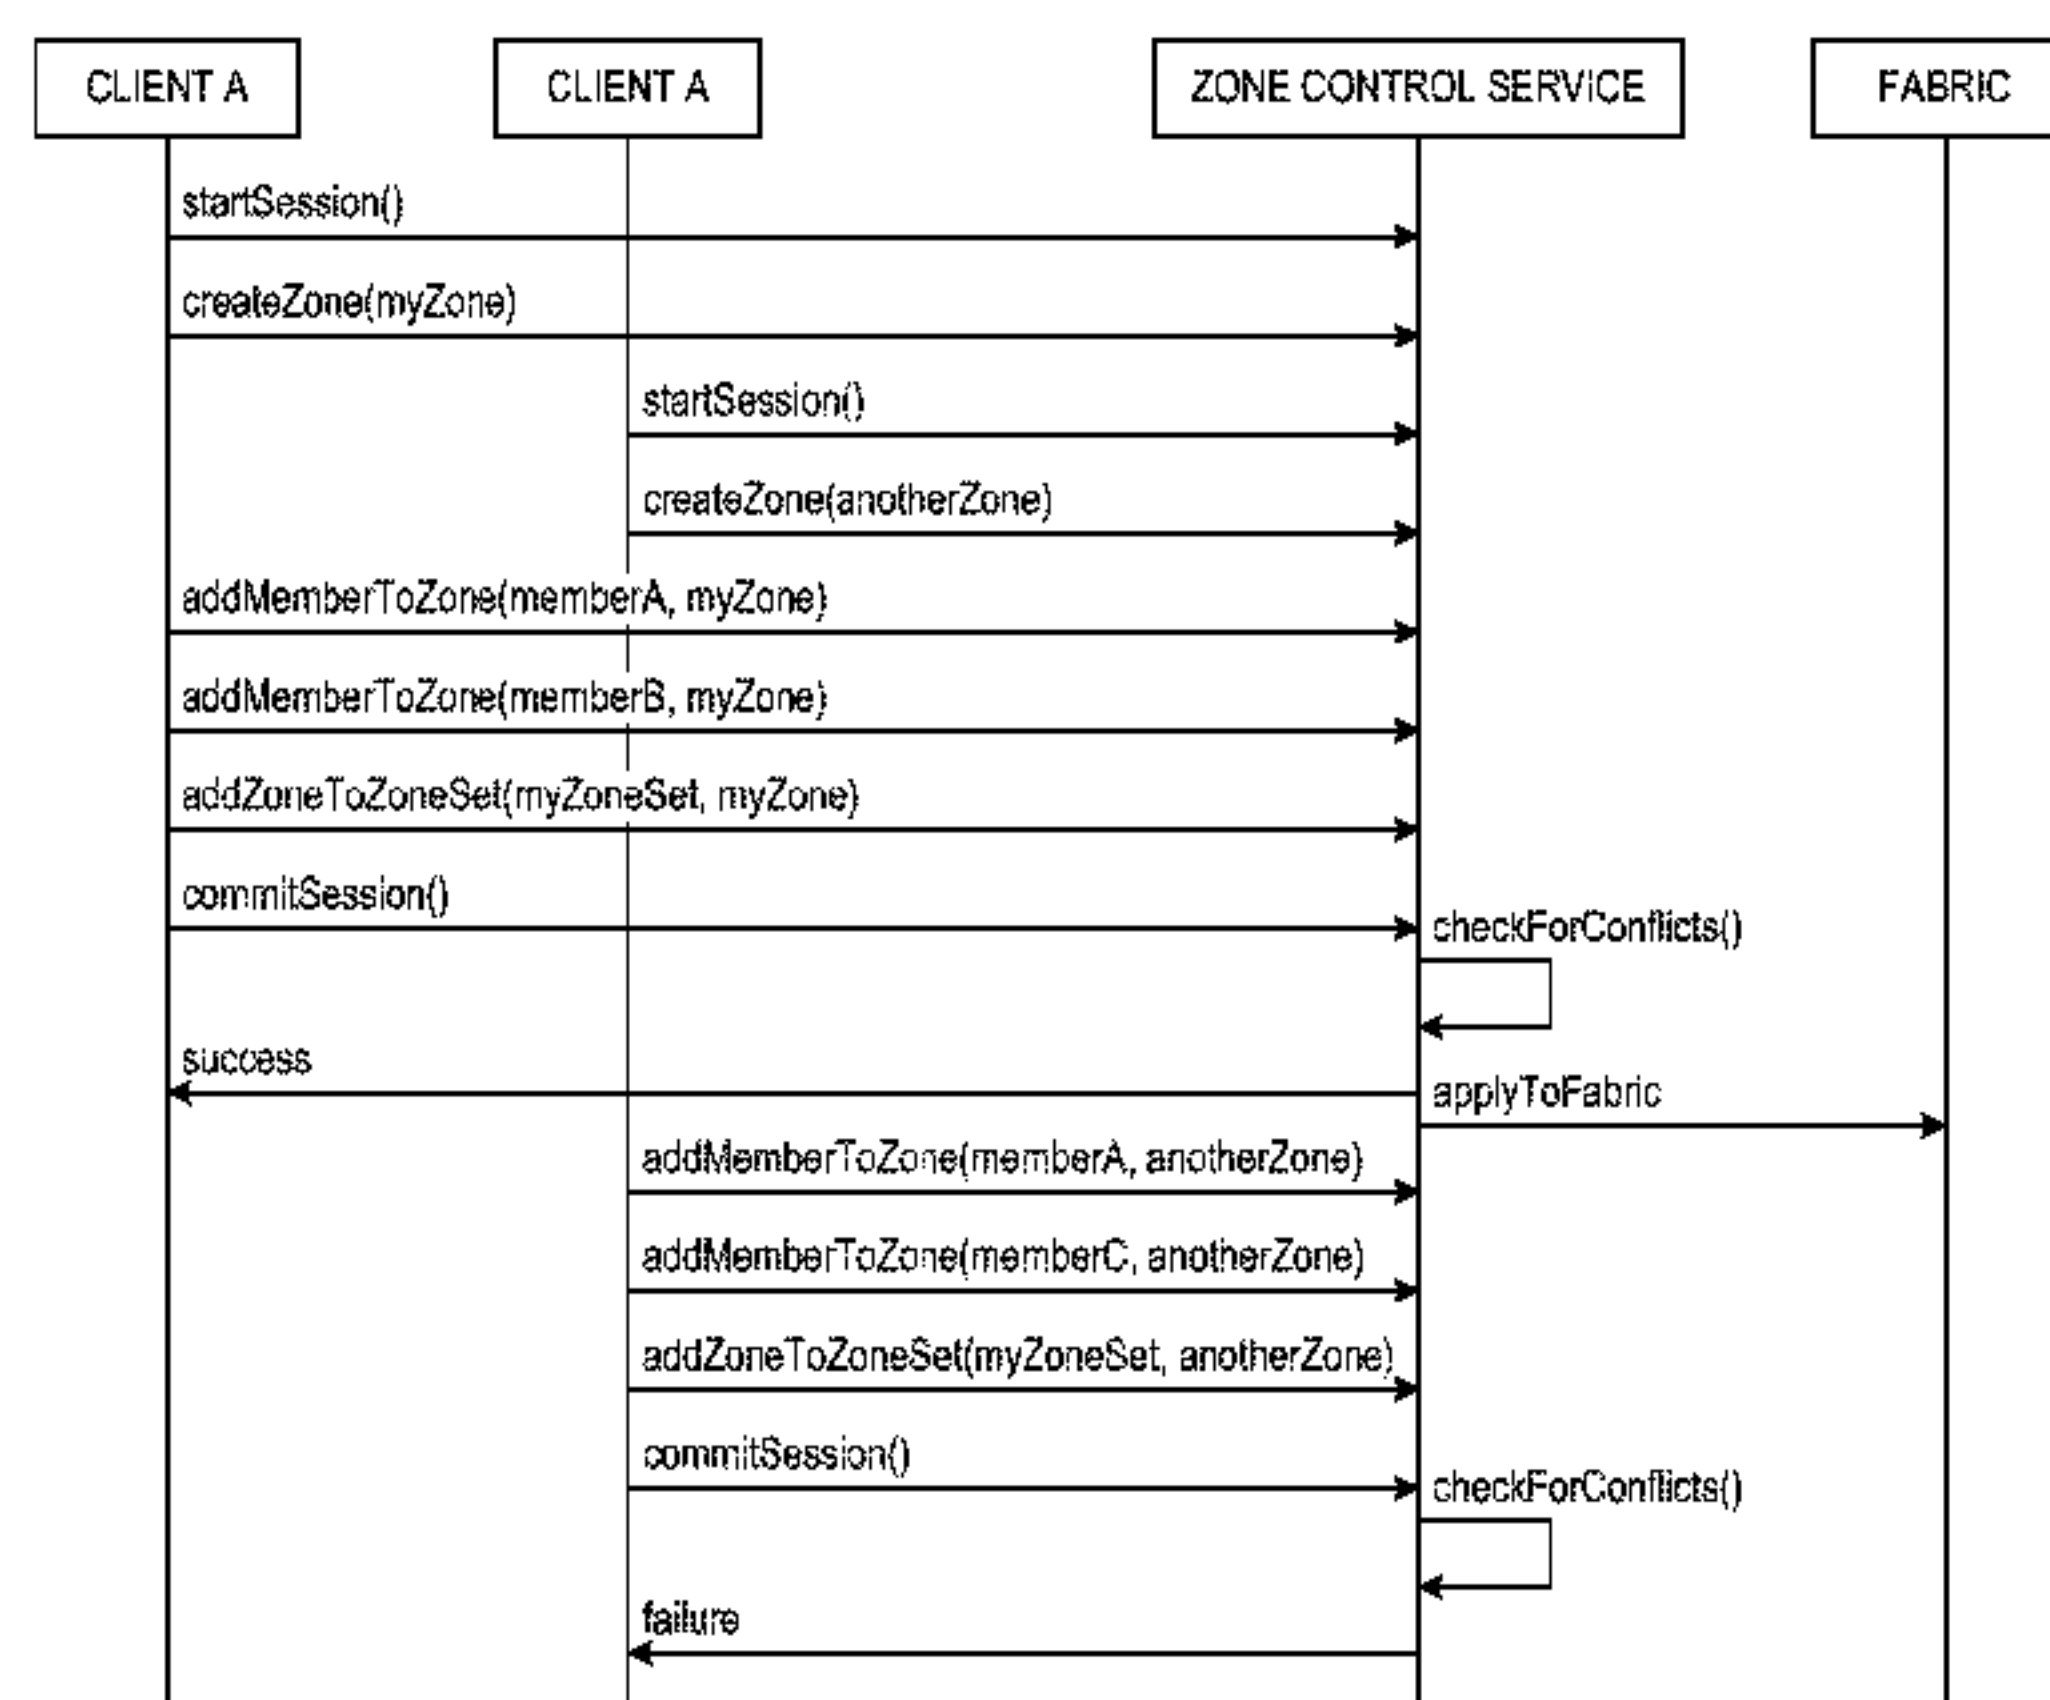 CLIENT A
CLIENT A
ZONE CONTROL SERVICE
FABRIC
startSession()
createZone(myZone)
startSession()
createZone(anotherZone)
addMemberToZone(memberA, myZone)
addMemberToZone(memberB, myZone)
addZoneToZoneSet(myZoneSet, myZone)
commitSession()
checkForConflicts()
success
applyToFabric
addMemberToZone(memberA, anotherZone)
addMemberToZone(memberC, anotherZone)
addZoneToZoneSet(myZoneSet, anotherZone)
commitSession()
checkForConflicts()
failure